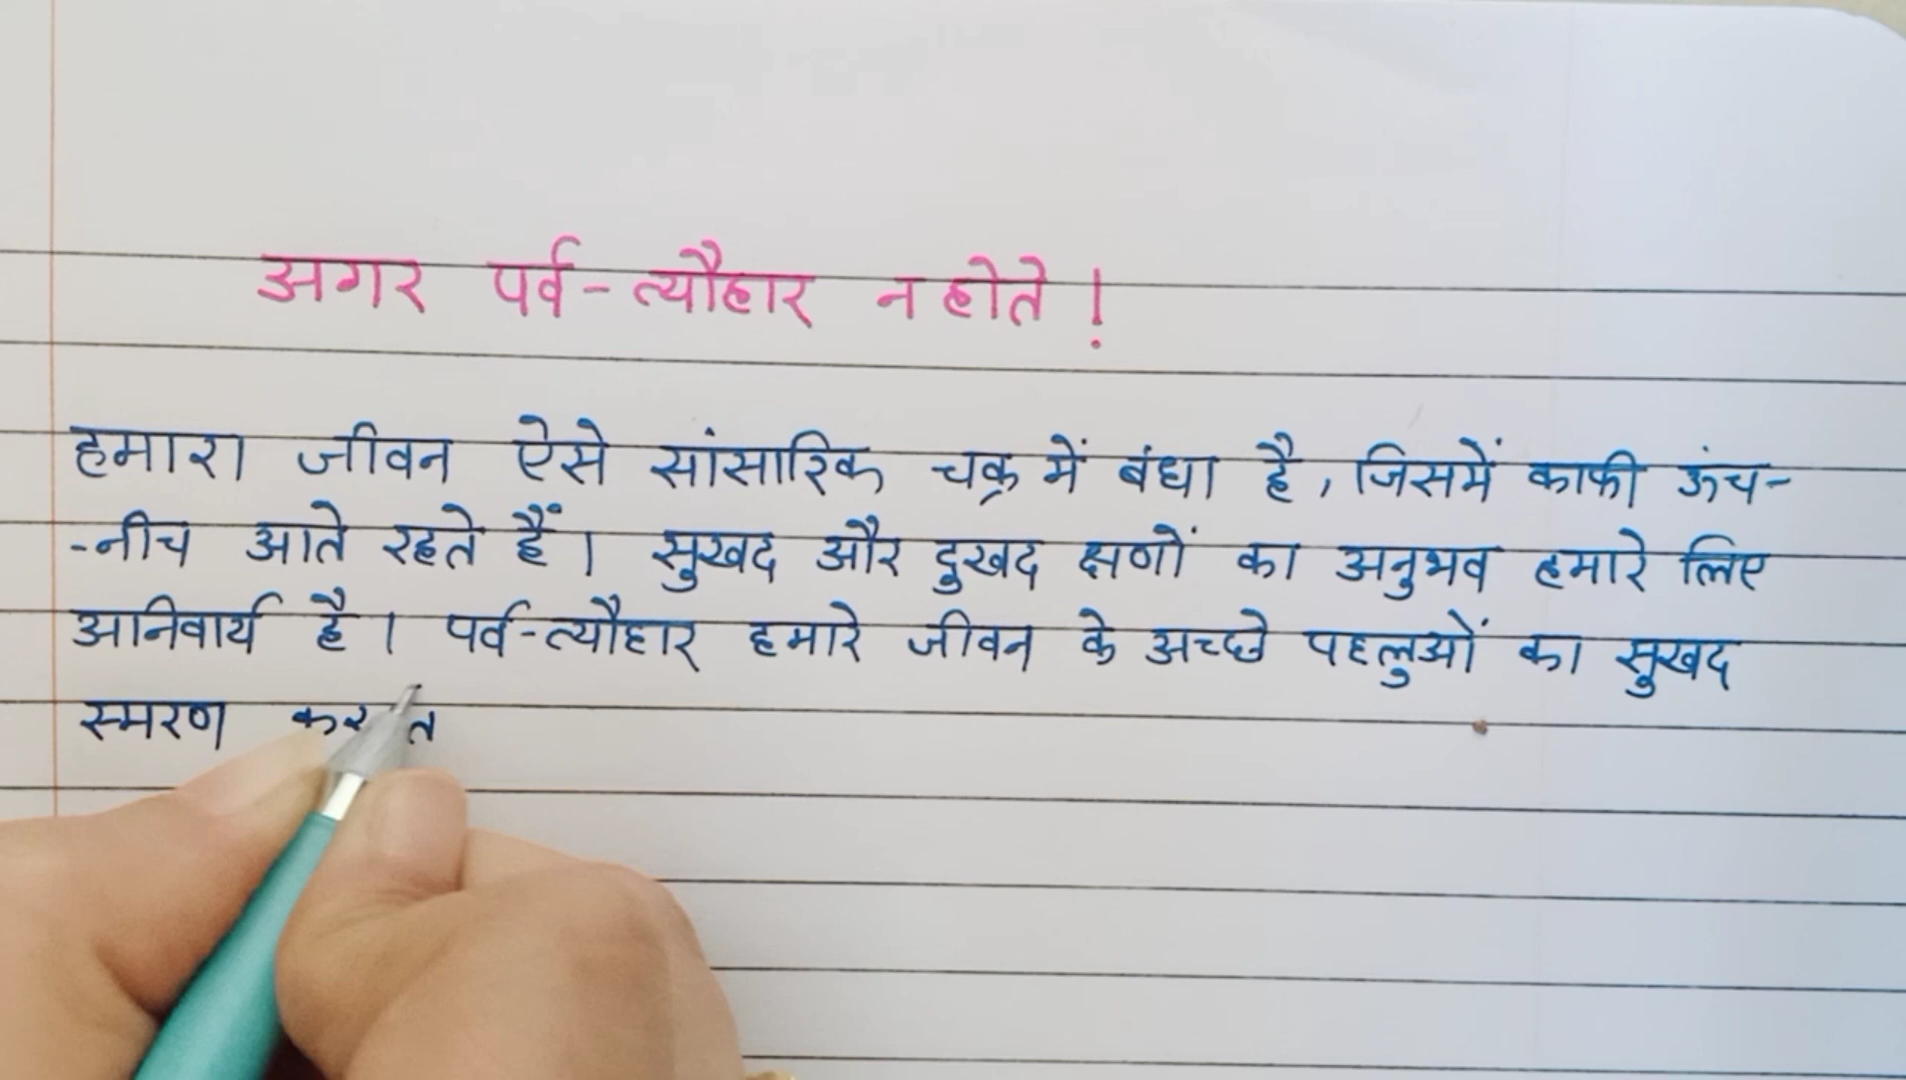 अगर पर्व-त्यौहार न होते!
हमारा जीवन ऐसे सांसारिक चक्र में बंधा है, जिसमें काफी ऊंच-
-नीच आते रहते हैं। सुखद और दुखद क्षणों का अनुभव हमारे लिए
अनिवार्य है। पर्व-त्यौहार हमारे जीवन के अच्छे पहलुओं का सुखद
स्मरण